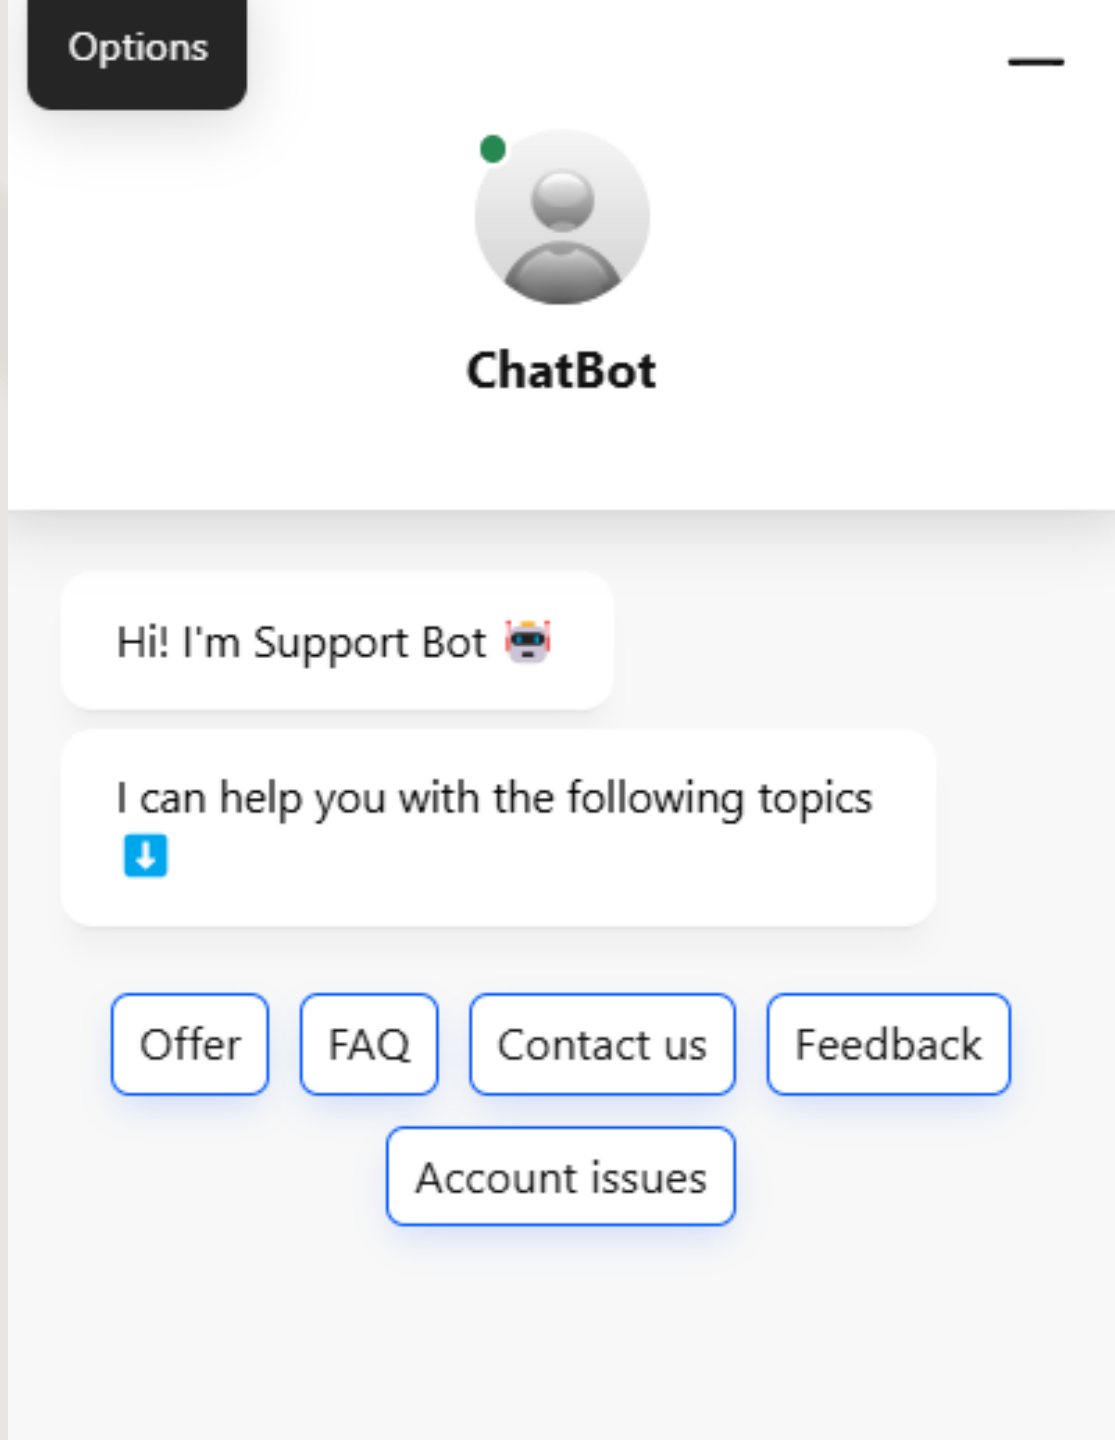 Options
ChatBot
Hi! I'm Support Bot 🤖
I can help you with the following topics
⬇️
Offer
FAQ
Contact us
Feedback
Account issues